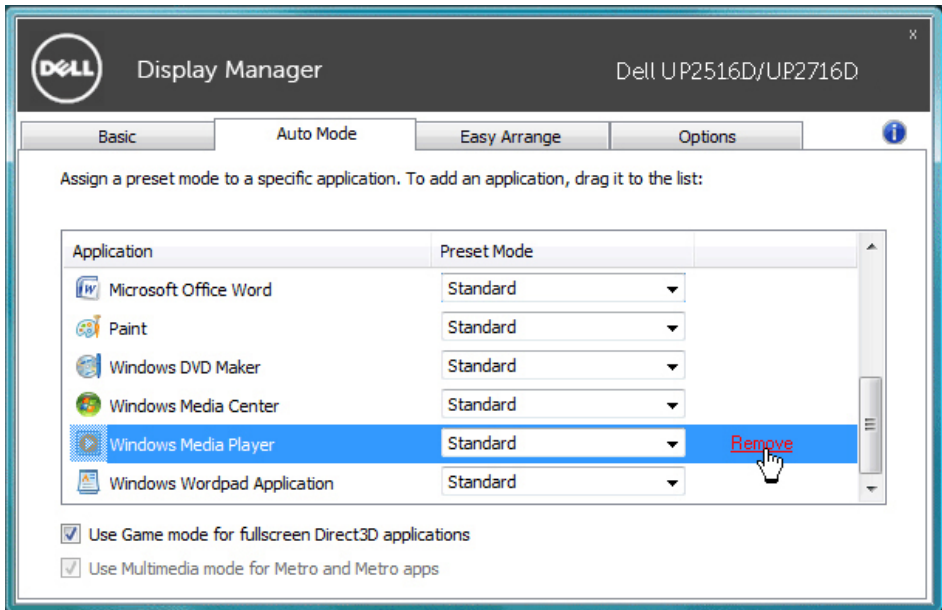 x
DELL
Display Manager
Dell UP2516D/UP2716D
Basic
Auto Mode
Easy Arrange
Options
Assign a preset mode to a specific application. To add an application, drag it to the list:
Application
Preset Mode
Microsoft Office Word
Standard
Paint
Standard
Windows DVD Maker
Standard
Windows Media Center
Standard
Windows Media Player
Standard
Remove
Windows Wordpad Application
Standard
Use Game mode for fullscreen Direct3D applications
Use Multimedia mode for Metro and Metro apps